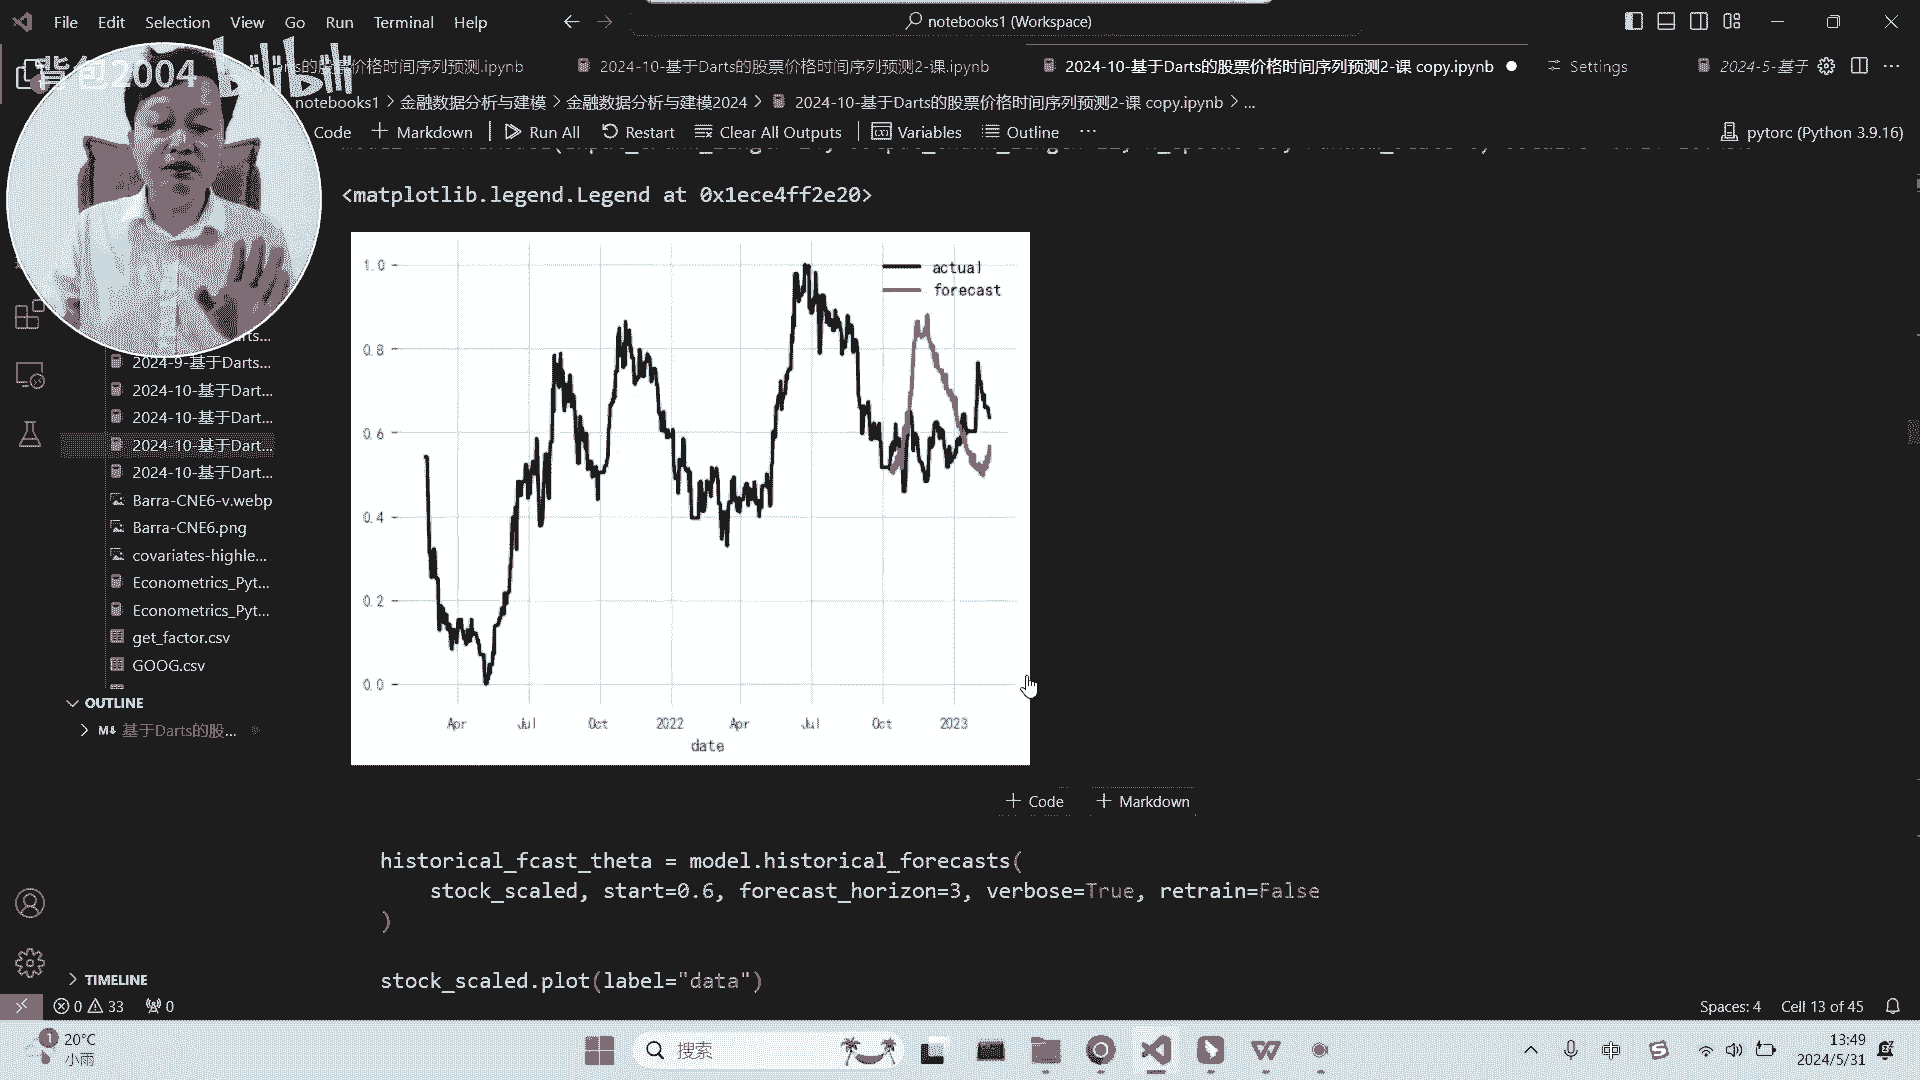 File Edit Selection View Go Run Terminal Help
notebooks1 (Workspace)
背包2004 bilibili
的股票价格时间序列预测.ipynb
2024-10-基于Darts的股票价格时间序列预测2-课.ipynb
2024-10-基于Darts的股票价格时间序列预测2-课 copy.ipynb
Settings
2024-5-基于
notebooks1 > 金融数据分析与建模 > 金融数据分析与建模2024 > 2024-10-基于Darts的股票价格时间序列预测2-课 copy.ipynb > ...
Code + Markdown Run All Restart Clear All Outputs Variables Outline ...
pytorc (Python 3.9.16)
<matplotlib.legend.Legend at 0x1ece4ff2e20>
actual
forecast
1.0
0.8
0.6
0.4
0.2
0.0
Apr Jul Oct 2022 Apr Jul Oct 2023
date
rts...
2024-9-基于Darts...
2024-10-基于Dart...
2024-10-基于Dart...
2024-10-基于Dart...
2024-10-基于Dart...
Barra-CNE6-v.webp
Barra-CNE6.png
covariates-highle...
Econometrics_Pyt...
Econometrics_Pyt...
get_factor.csv
GOOG.csv
OUTLINE
M↓ 基于Darts的股...
TIMELINE
+ Code + Markdown
historical_fcast_theta = model.historical_forecasts(
stock_scaled, start=0.6, forecast_horizon=3, verbose=True, retrain=False
)
stock_scaled.plot(label="data")
0 33 0
Spaces: 4 Cell 13 of 45
1
20°C
小雨
搜索
中
13:49
2024/5/31